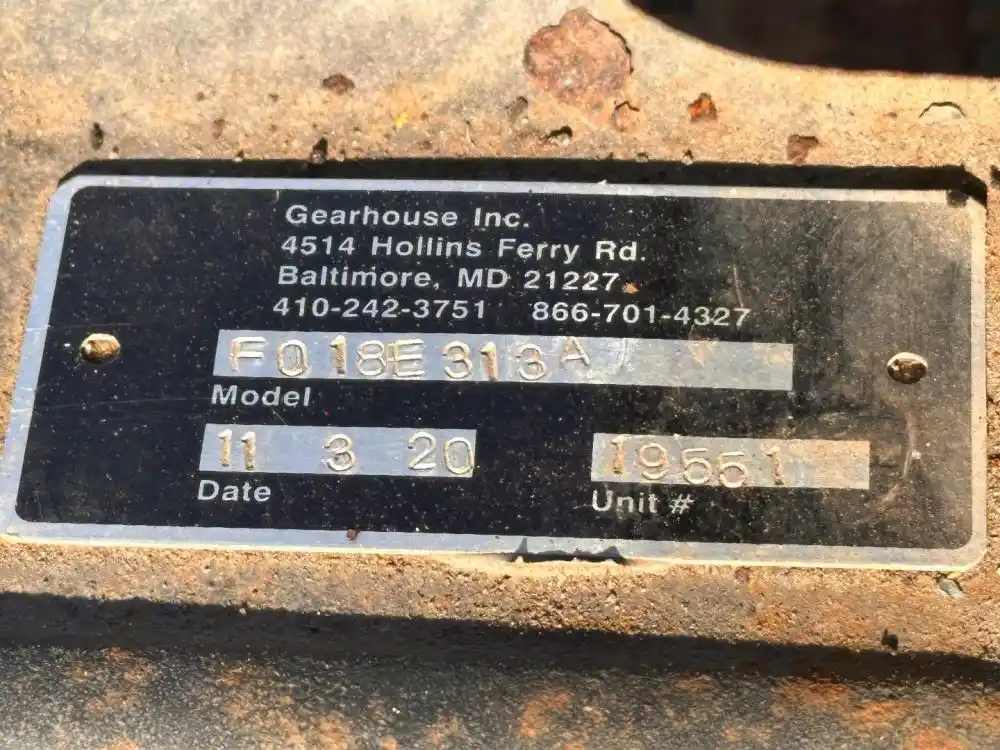 Gearhouse Inc.
4514 Hollins Ferry Rd.
Baltimore, MD 21227
410-242-3751 866-701-4327
FO18E313A
Model
11 3 20 19551
Date Unit #